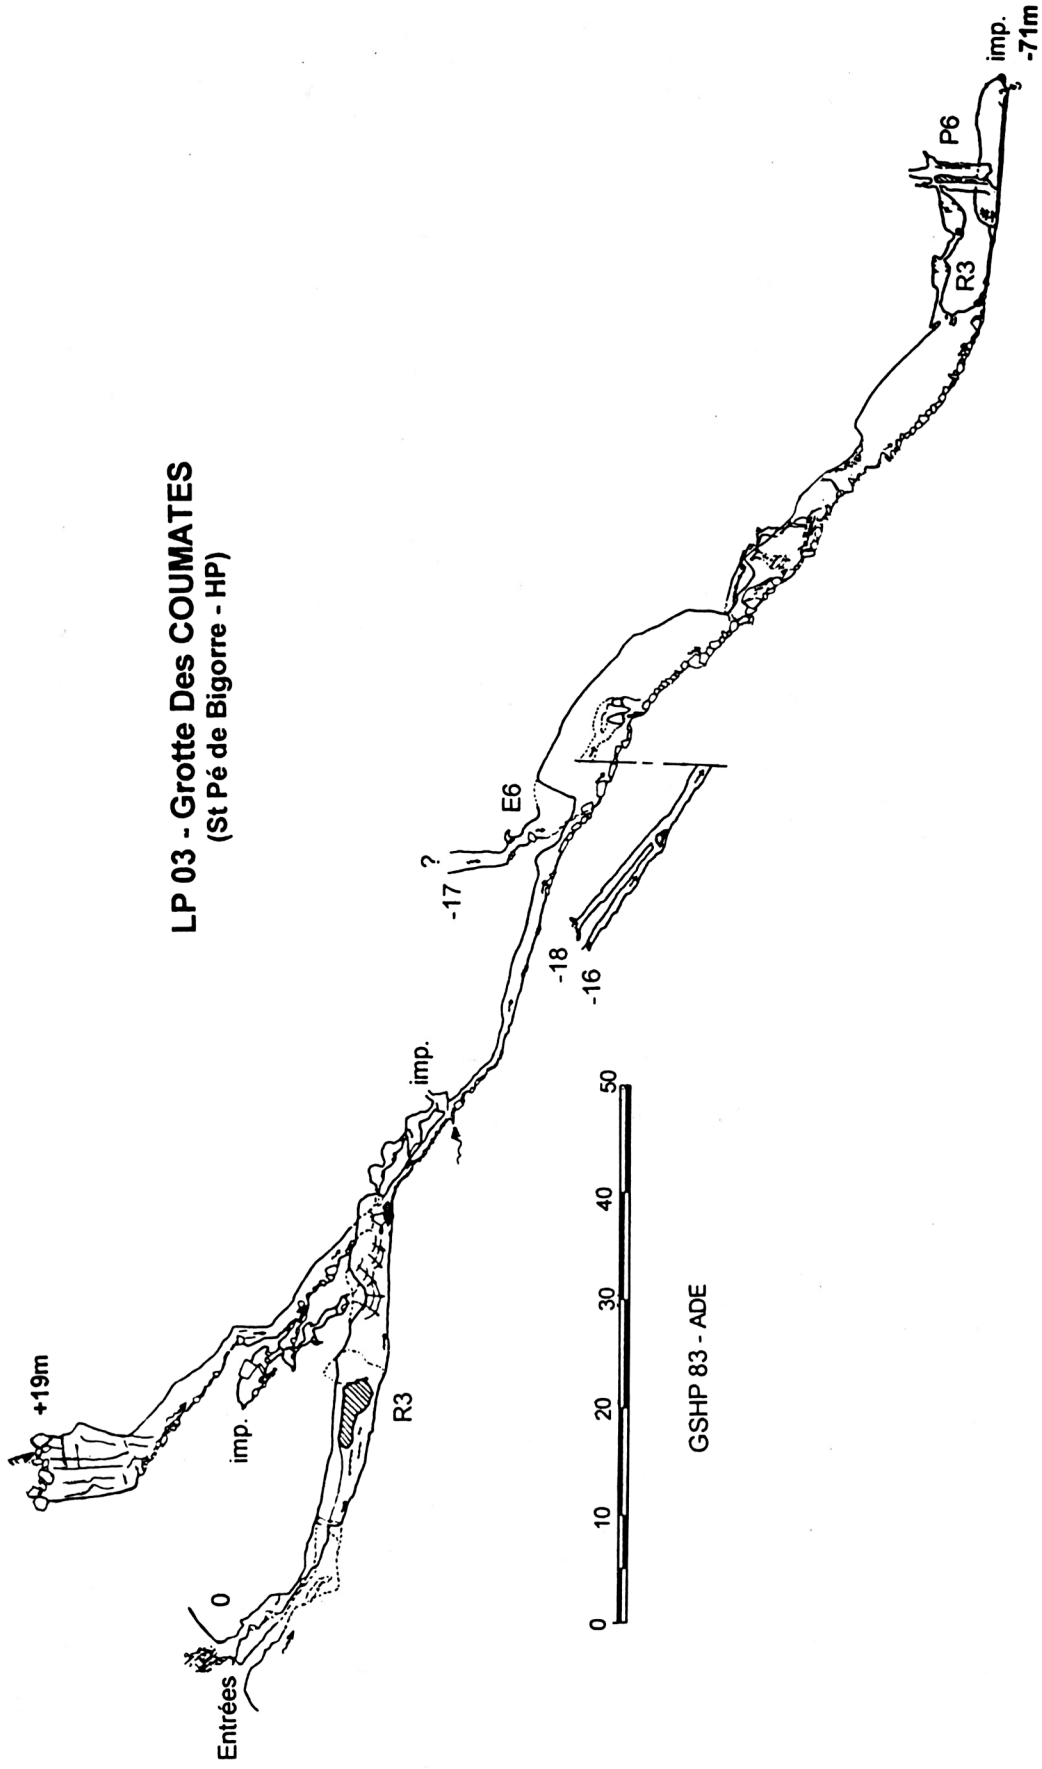 LP 03 - Grotte Des COUMATES
(St Pé de Bigorre - HP)
+19m
imp.
Entrées
0
R3
imp.
?
-17
E6
-18
-16
R3
P6
imp.
-71m
0 10 20 30 40 50
GSHP 83 - ADE